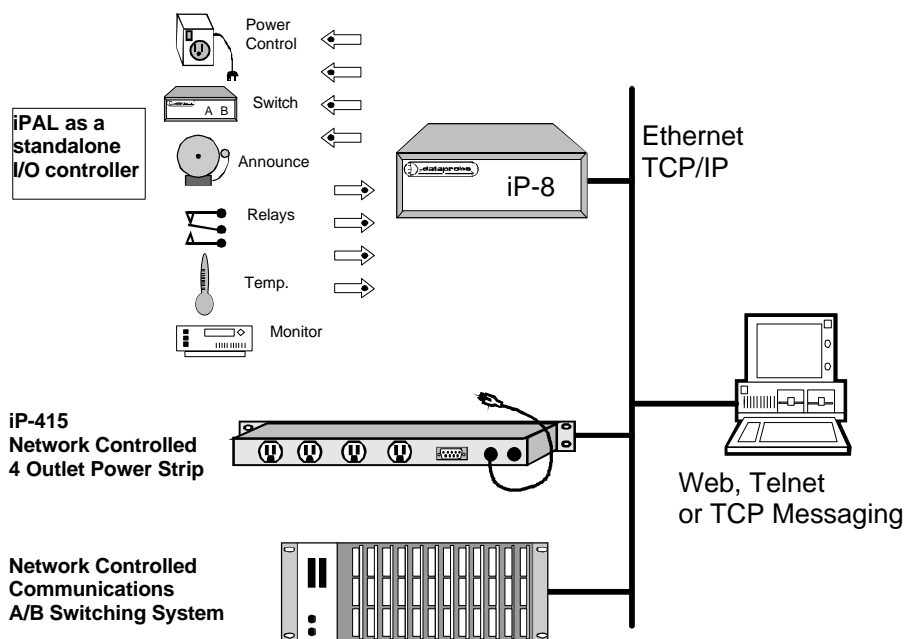 Power
Control
Switch
A B
iPAL as a
standalone
I/O controller
Announce
Relays
Temp.
Monitor
dataprobe
iP-8
Ethernet
TCP/IP
iP-415
Network Controlled
4 Outlet Power Strip
Web, Telnet
or TCP Messaging
Network Controlled
Communications
A/B Switching System